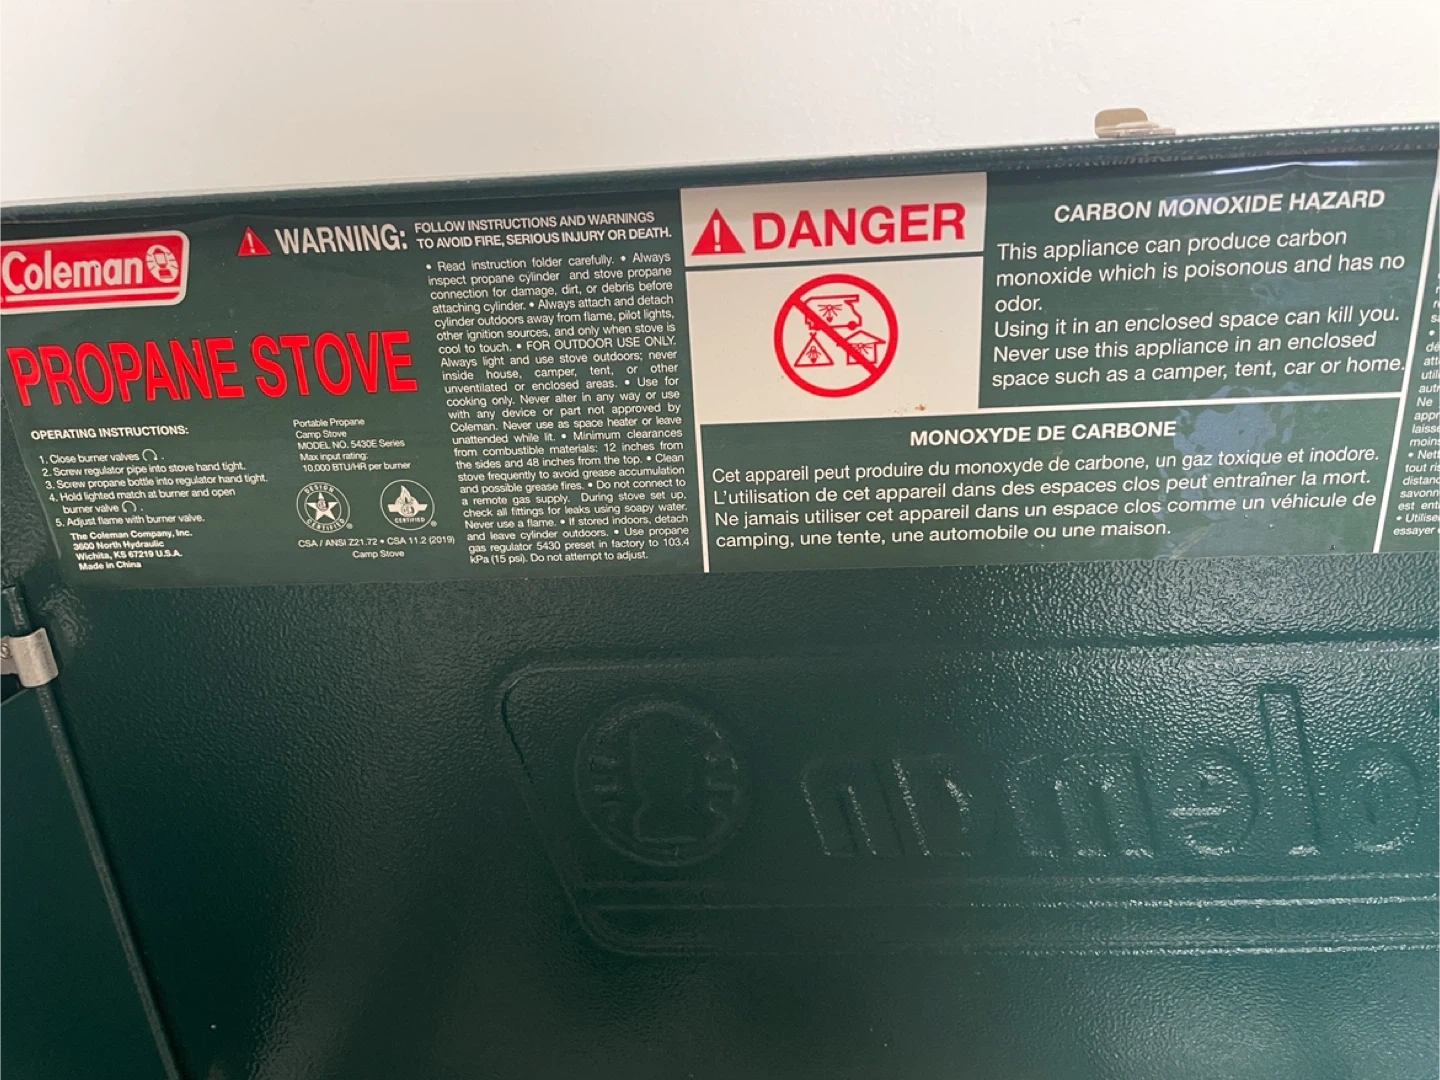 Coleman
WARNING:
FOLLOW INSTRUCTIONS AND WARNINGS
TO AVOID FIRE, SERIOUS INJURY OR DEATH.
PROPANE STOVE
OPERATING INSTRUCTIONS:
1. Close burner valves
2. Screw regulator pipe into stove hand tight.
3. Screw propane bottle into regulator hand tight.
4. Hold lighted match at burner and open
burner valve
5. Adjust flame with burner valve.
The Coleman Company, Inc.
3600 North Hydraulic
Wichita, KS 67219 U.S.A.
Made in China
Portable Propane
Camp Stove
MODEL NO. 5430E Series
Max input rating:
10,000 BTU/HR per burner
DESIGN
CERTIFIED
CERTIFIED
CSA / ANSI Z21.72 • CSA 11.2 (2019)
Camp Stove
• Read instruction folder carefully. • Always
inspect propane cylinder and stove propane
connection for damage, dirt, or debris before
attaching cylinder. • Always attach and detach
cylinder outdoors away from flame, pilot lights,
other ignition sources, and only when stove is
cool to touch. • FOR OUTDOOR USE ONLY.
Always light and use stove outdoors; never
inside house, camper, tent, or other
unventilated or enclosed areas. • Use for
cooking only. Never alter in any way or use
with any device or part not approved by
Coleman. Never use as space heater or leave
unattended while lit. • Minimum clearances
from combustible materials: 12 inches from
the sides and 48 inches from the top. • Clean
stove frequently to avoid grease accumulation
and possible grease fires. • Do not connect to
a remote gas supply. During stove set up,
check all fittings for leaks using soapy water.
Never use a flame. • If stored indoors, detach
and leave cylinder outdoors. • Use propane
gas regulator 5430 preset in factory to 103.4
kPa (15 psi). Do not attempt to adjust.
DANGER
CARBON MONOXIDE HAZARD
This appliance can produce carbon
monoxide which is poisonous and has no
odor.
Using it in an enclosed space can kill you.
Never use this appliance in an enclosed
space such as a camper, tent, car or home.
MONOXYDE DE CARBONE
Cet appareil peut produire du monoxyde de carbone, un gaz toxique et inodore.
L'utilisation de cet appareil dans des espaces clos peut entraîner la mort.
Ne jamais utiliser cet appareil dans un espace clos comme un véhicule de
camping, une tente, une automobile ou une maison.
Ne
• Nett
tout ri
distanc
savonn
est ent
• Utilise
essayer
Coleman